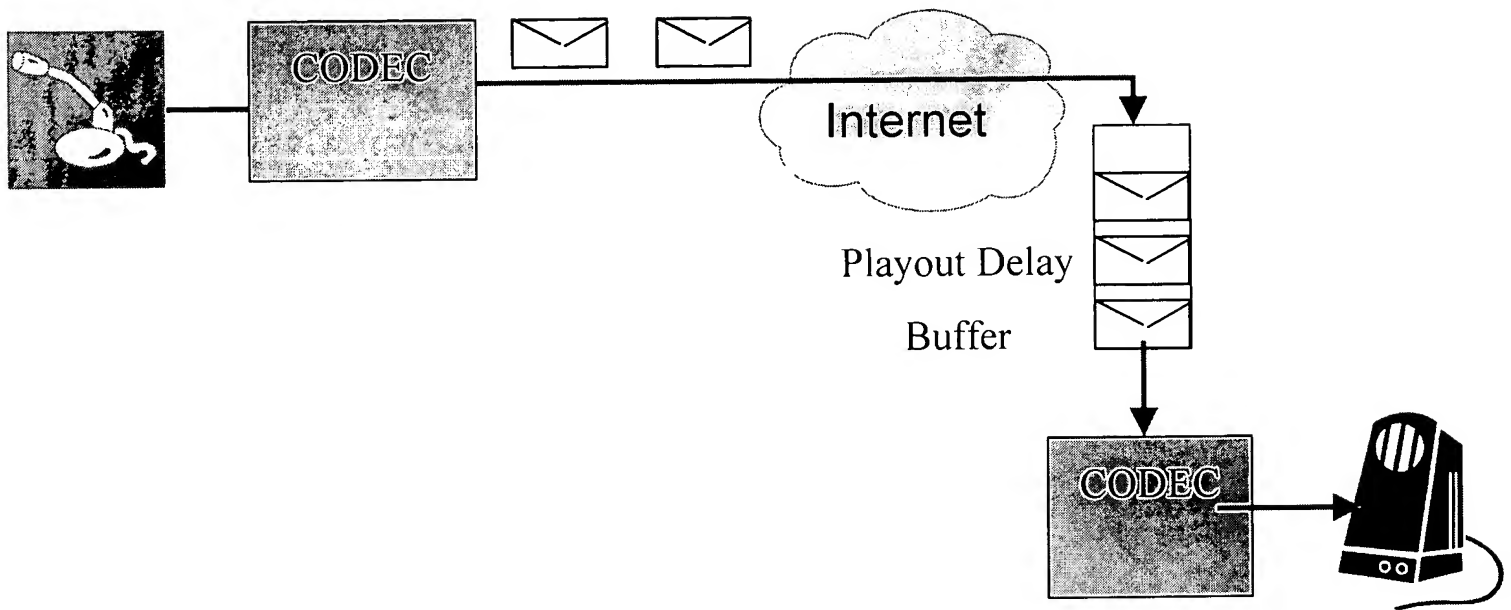 CODEC
Internet
Playout Delay
Buffer
CODEC